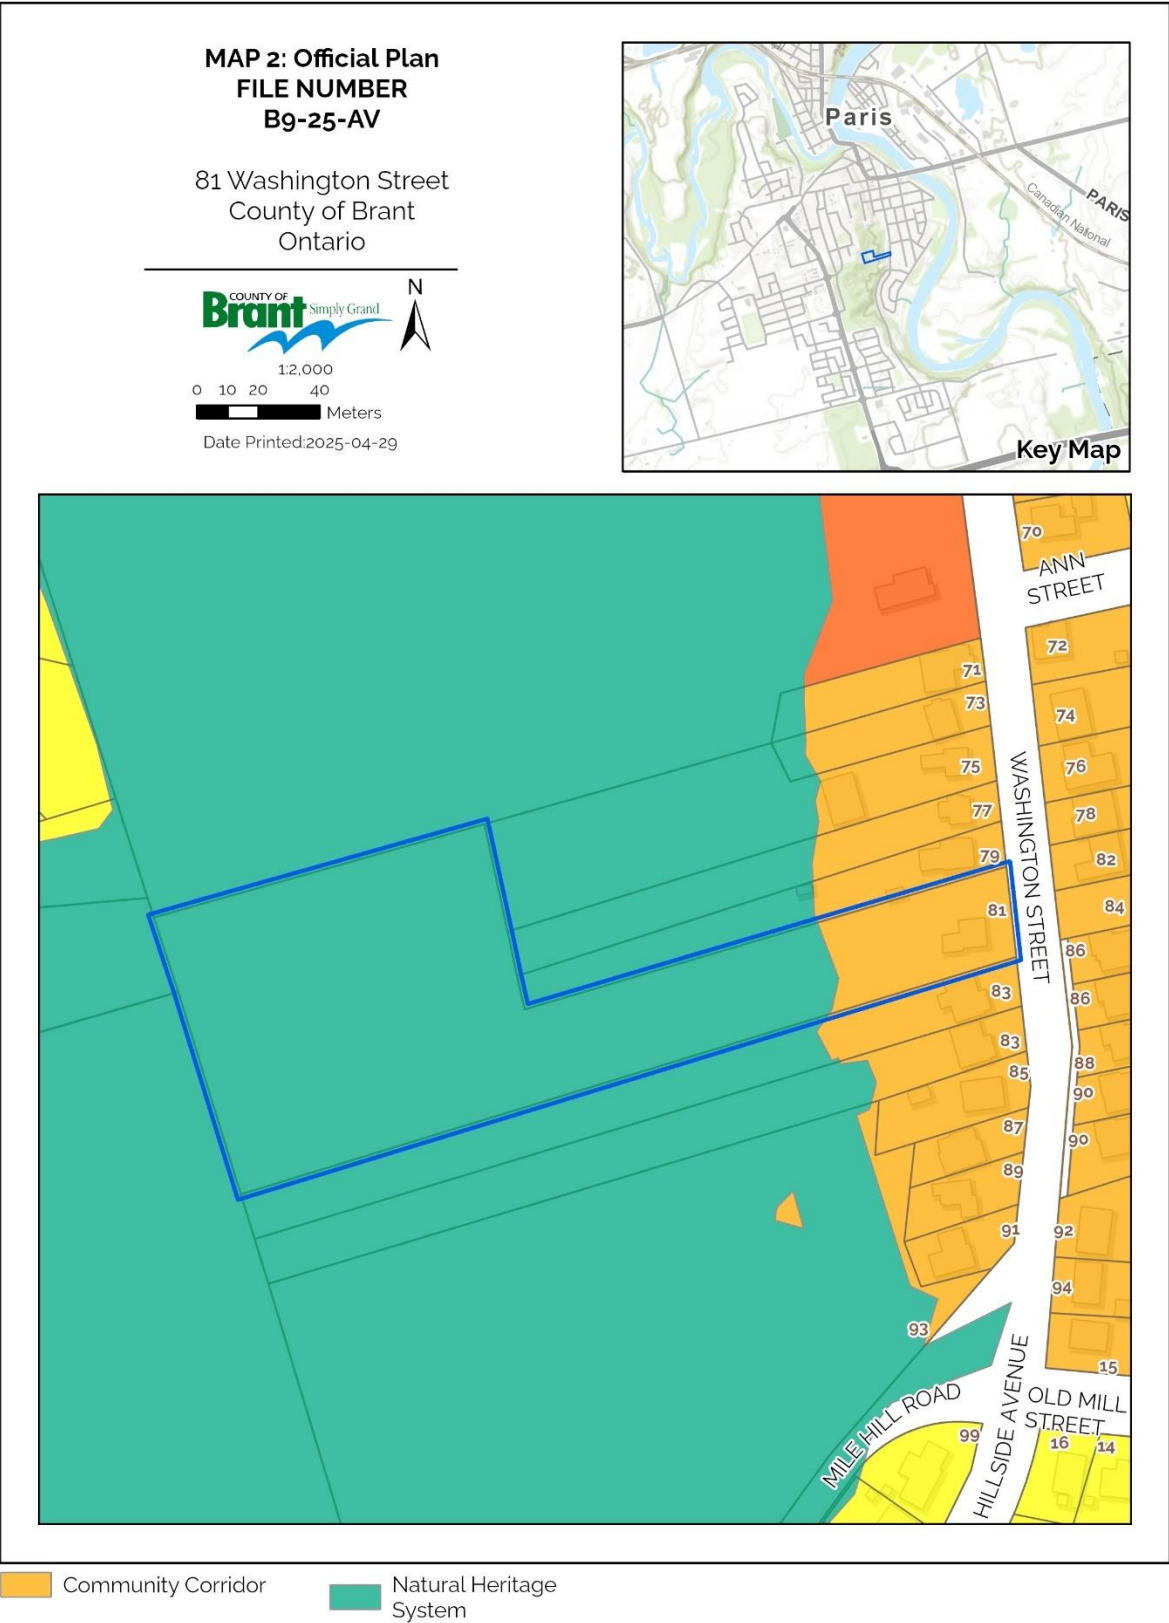 MAP 2: Official Plan
FILE NUMBER
B9-25-AV
81 Washington Street
County of Brant
Ontario
COUNTY OF
Brant Simply Grand
N
1:2,000
0 10 20 40
Meters
Date Printed:2025-04-29
Paris
PARIS
Canadian National
Key Map
70
ANN
STREET
72
71
73
74
75
76
WASHINGTON STREET
77
78
79
82
81
84
86
83
86
83
88
85
90
87
90
89
91
92
94
93
15
MILE HILL ROAD
HILLSIDE AVENUE
OLD MILL
STREET
99
16
14
Community Corridor
Natural Heritage
System